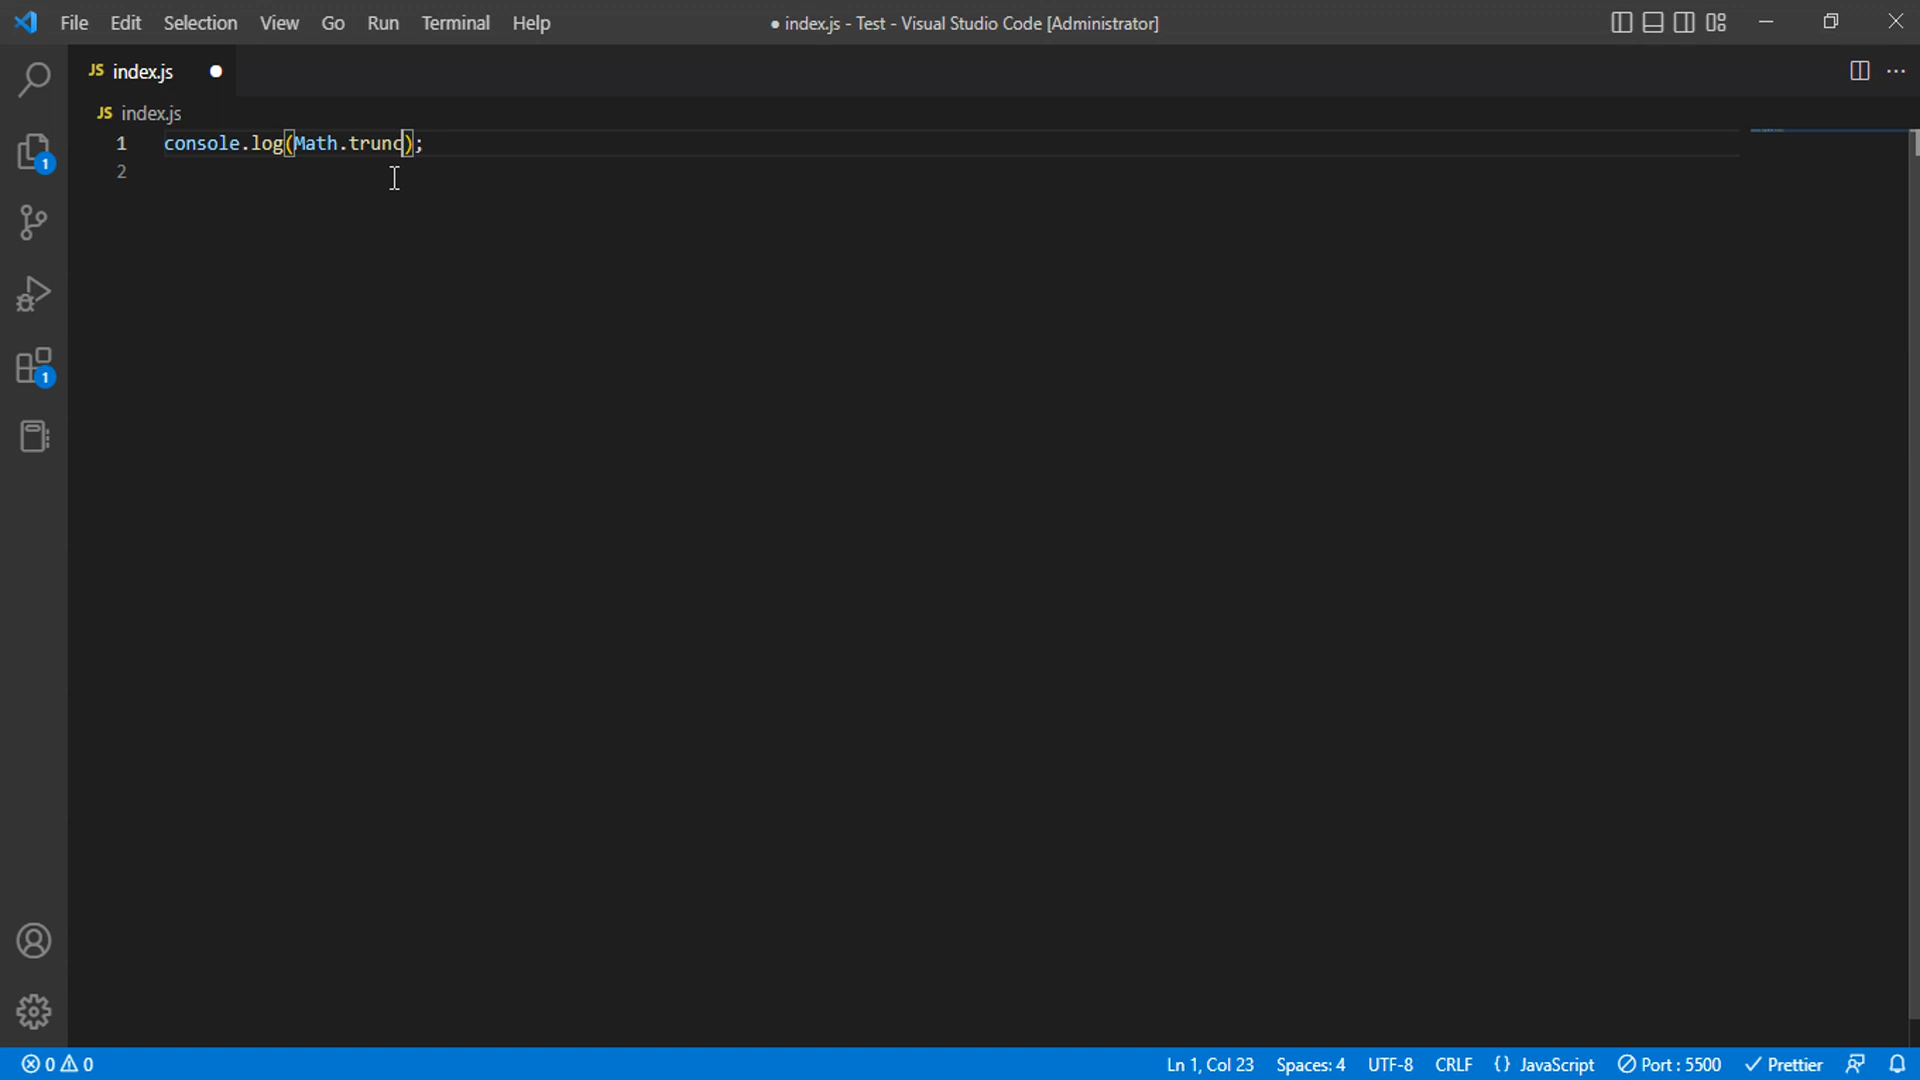 File Edit Selection View Go Run Terminal Help ● index.js - Test - Visual Studio Code [Administrator]
JS index.js
JS index.js
1 console.log(Math.trunc);
2
1
1
0 0 Ln 1, Col 23 Spaces: 4 UTF-8 CRLF {} JavaScript Port : 5500 Prettier